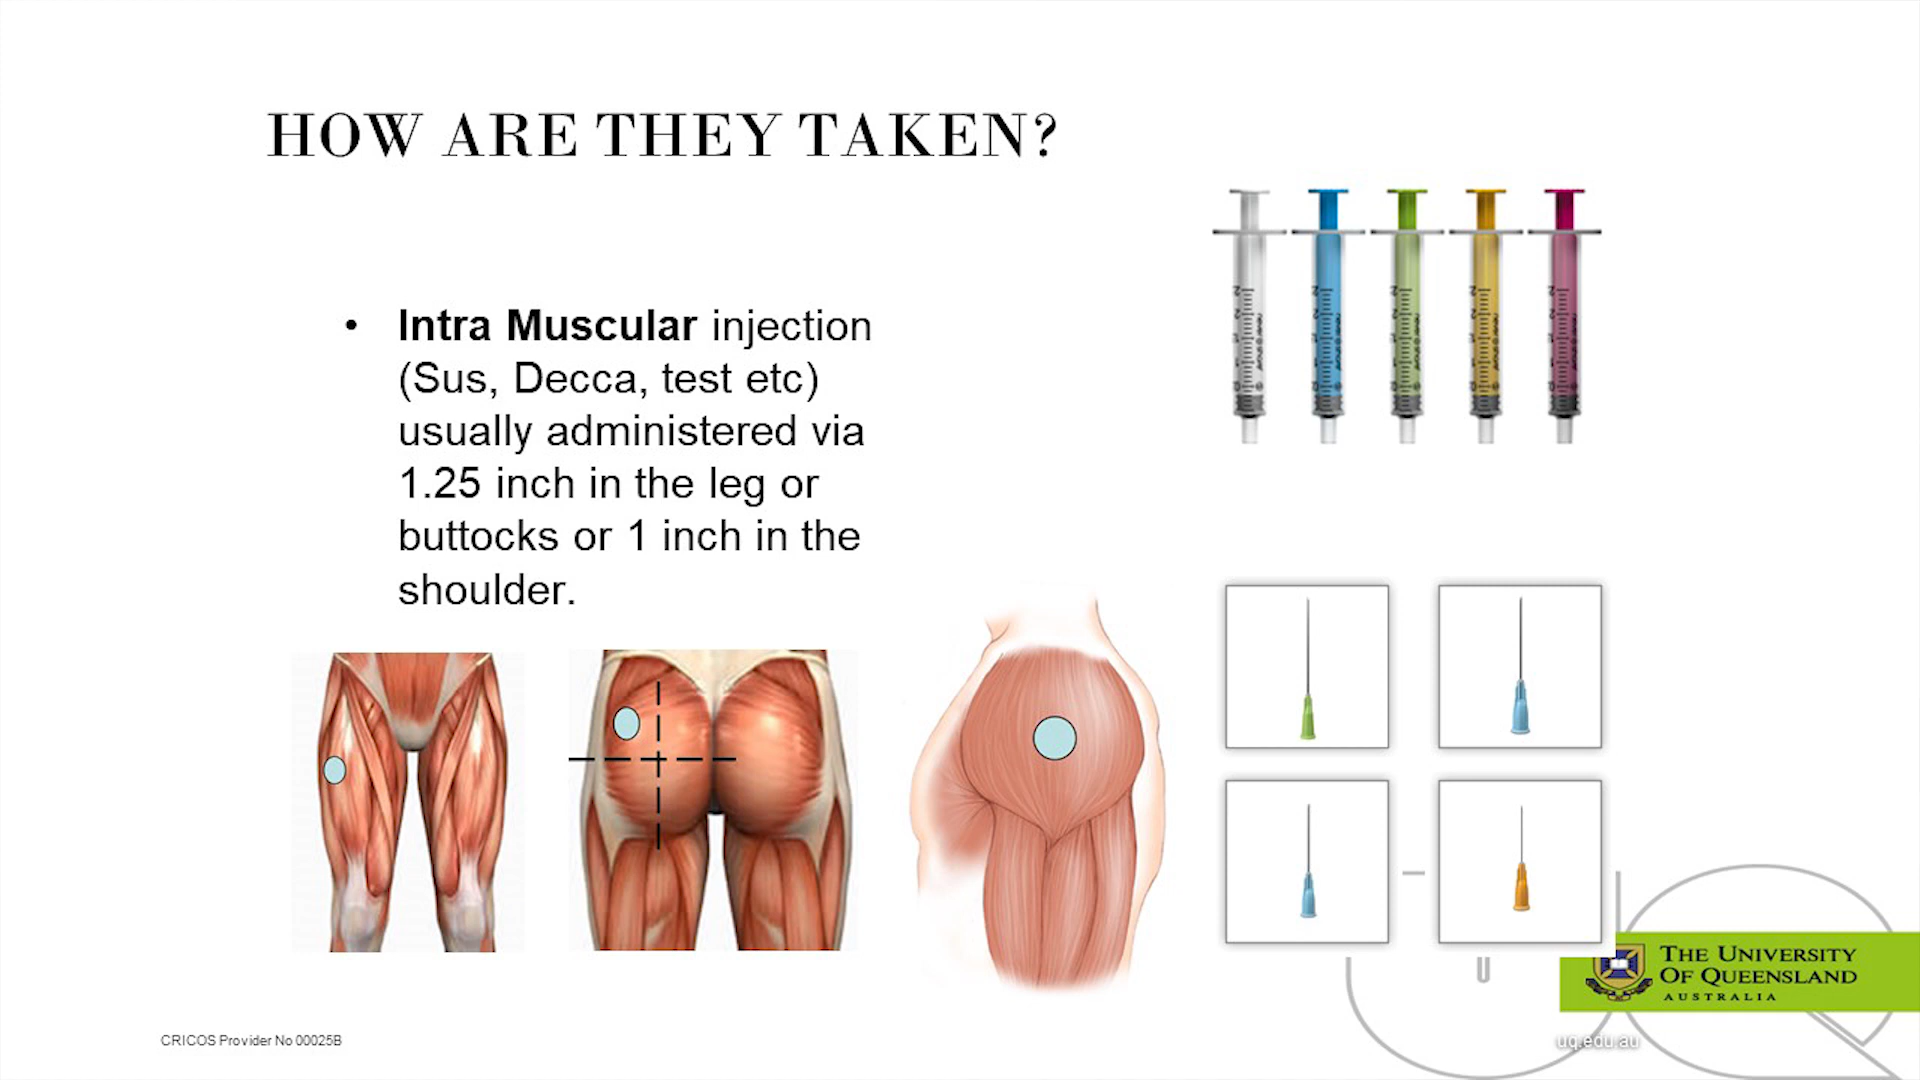 HOW ARE THEY TAKEN?
• Intra Muscular injection
(Sus, Decca, test etc)
usually administered via
1.25 inch in the leg or
buttocks or 1 inch in the
shoulder.
THE UNIVERSITY
OF QUEENSLAND
AUSTRALIA
CRICOS Provider No 00025B
uq.edu.au